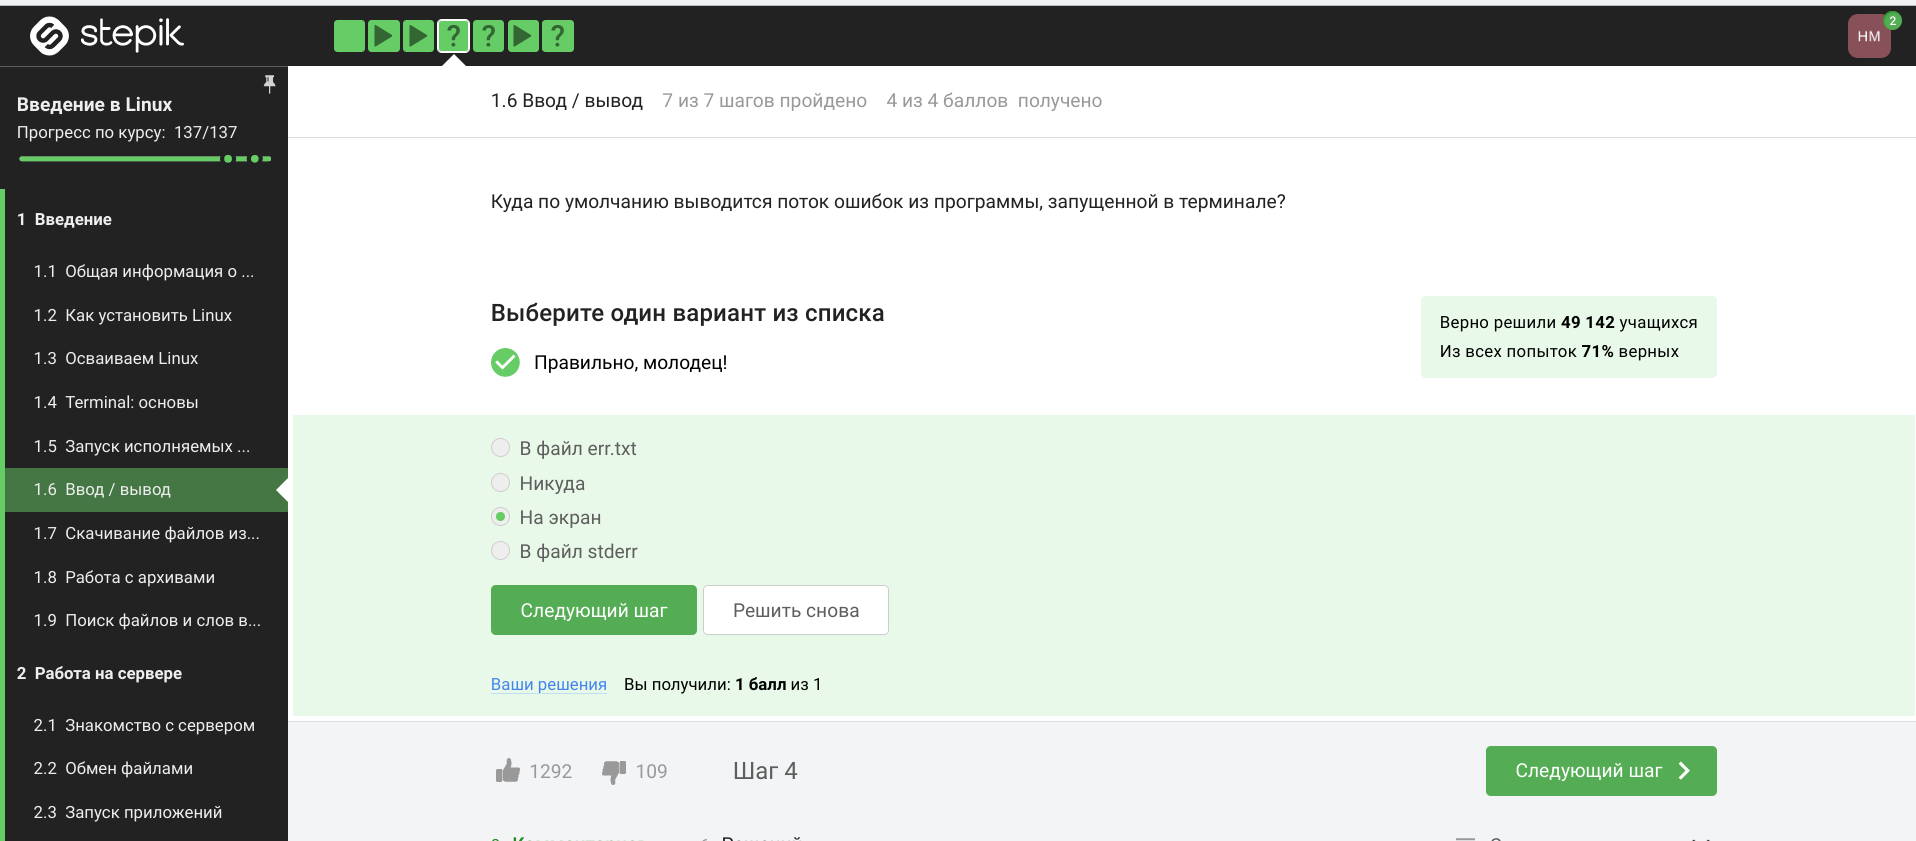 stepik
? ? ?
НМ
2
Введение в Linux
Прогресс по курсу: 137/137
1 Введение
1.1 Общая информация о ...
1.2 Как установить Linux
1.3 Осваиваем Linux
1.4 Terminal: основы
1.5 Запуск исполняемых ...
1.6 Ввод / вывод
1.7 Скачивание файлов из...
1.8 Работа с архивами
1.9 Поиск файлов и слов в...
2 Работа на сервере
2.1 Знакомство с сервером
2.2 Обмен файлами
2.3 Запуск приложений
1.6 Ввод / вывод 7 из 7 шагов пройдено 4 из 4 баллов получено
Куда по умолчанию выводится поток ошибок из программы, запущенной в терминале?
Выберите один вариант из списка
Правильно, молодец!
Верно решили 49 142 учащихся
Из всех попыток 71% верных
В файл err.txt
Никуда
На экран
В файл stderr
Следующий шаг
Решить снова
Ваши решения Вы получили: 1 балл из 1
1292 109 Шаг 4
Следующий шаг